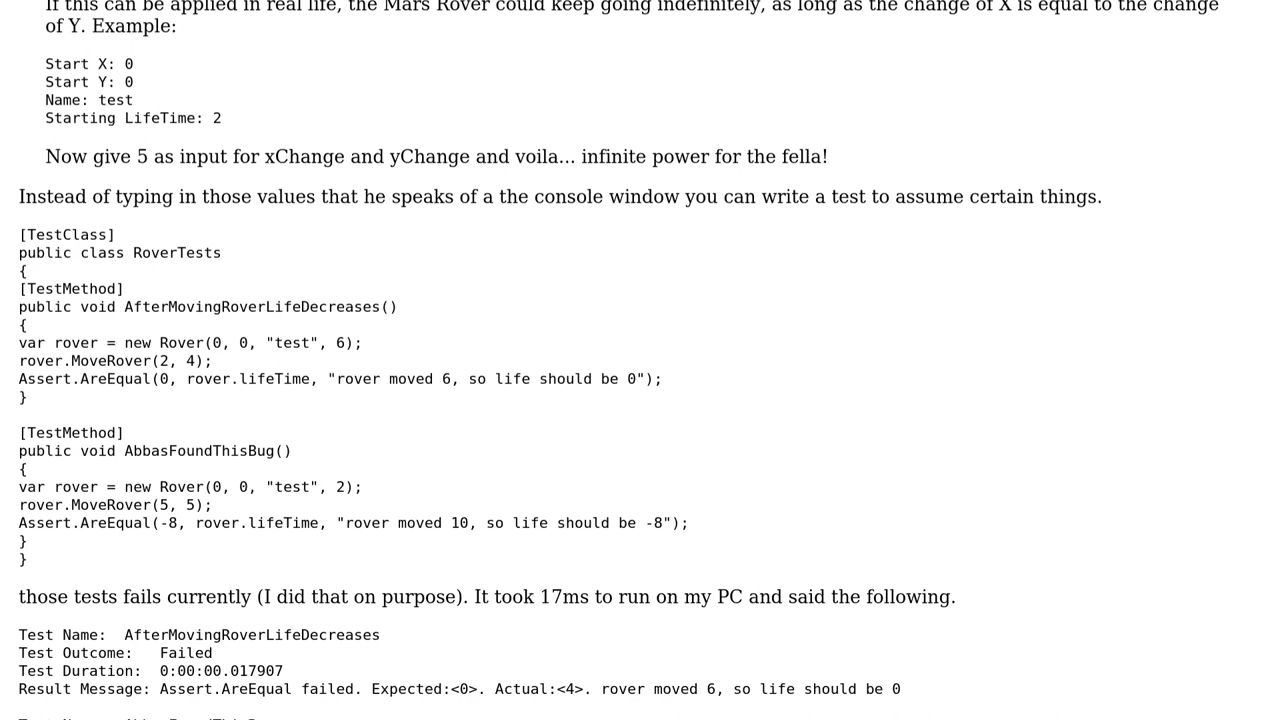 If this can be applied in real life, the Mars Rover could keep going indefinitely, as long as the change of X is equal to the change
of Y. Example:
Start X: 0
Start Y: 0
Name: test
Starting LifeTime: 2
Now give 5 as input for xChange and yChange and voila... infinite power for the fella!
Instead of typing in those values that he speaks of a the console window you can write a test to assume certain things.
[TestClass]
public class RoverTests
{
[TestMethod]
public void AfterMovingRoverLifeDecreases()
{
var rover = new Rover(0, 0, "test", 6);
rover.MoveRover(2, 4);
Assert.AreEqual(0, rover.lifeTime, "rover moved 6, so life should be 0");
}
[TestMethod]
public void AbbasFoundThisBug()
{
var rover = new Rover(0, 0, "test", 2);
rover.MoveRover(5, 5);
Assert.AreEqual(-8, rover.lifeTime, "rover moved 10, so life should be -8");
}
}
those tests fails currently (I did that on purpose). It took 17ms to run on my PC and said the following.
Test Name:  AfterMovingRoverLifeDecreases
Test Outcome:   Failed
Test Duration:  0:00:00.017907
Result Message: Assert.AreEqual failed. Expected:<0>. Actual:<4>. rover moved 6, so life should be 0